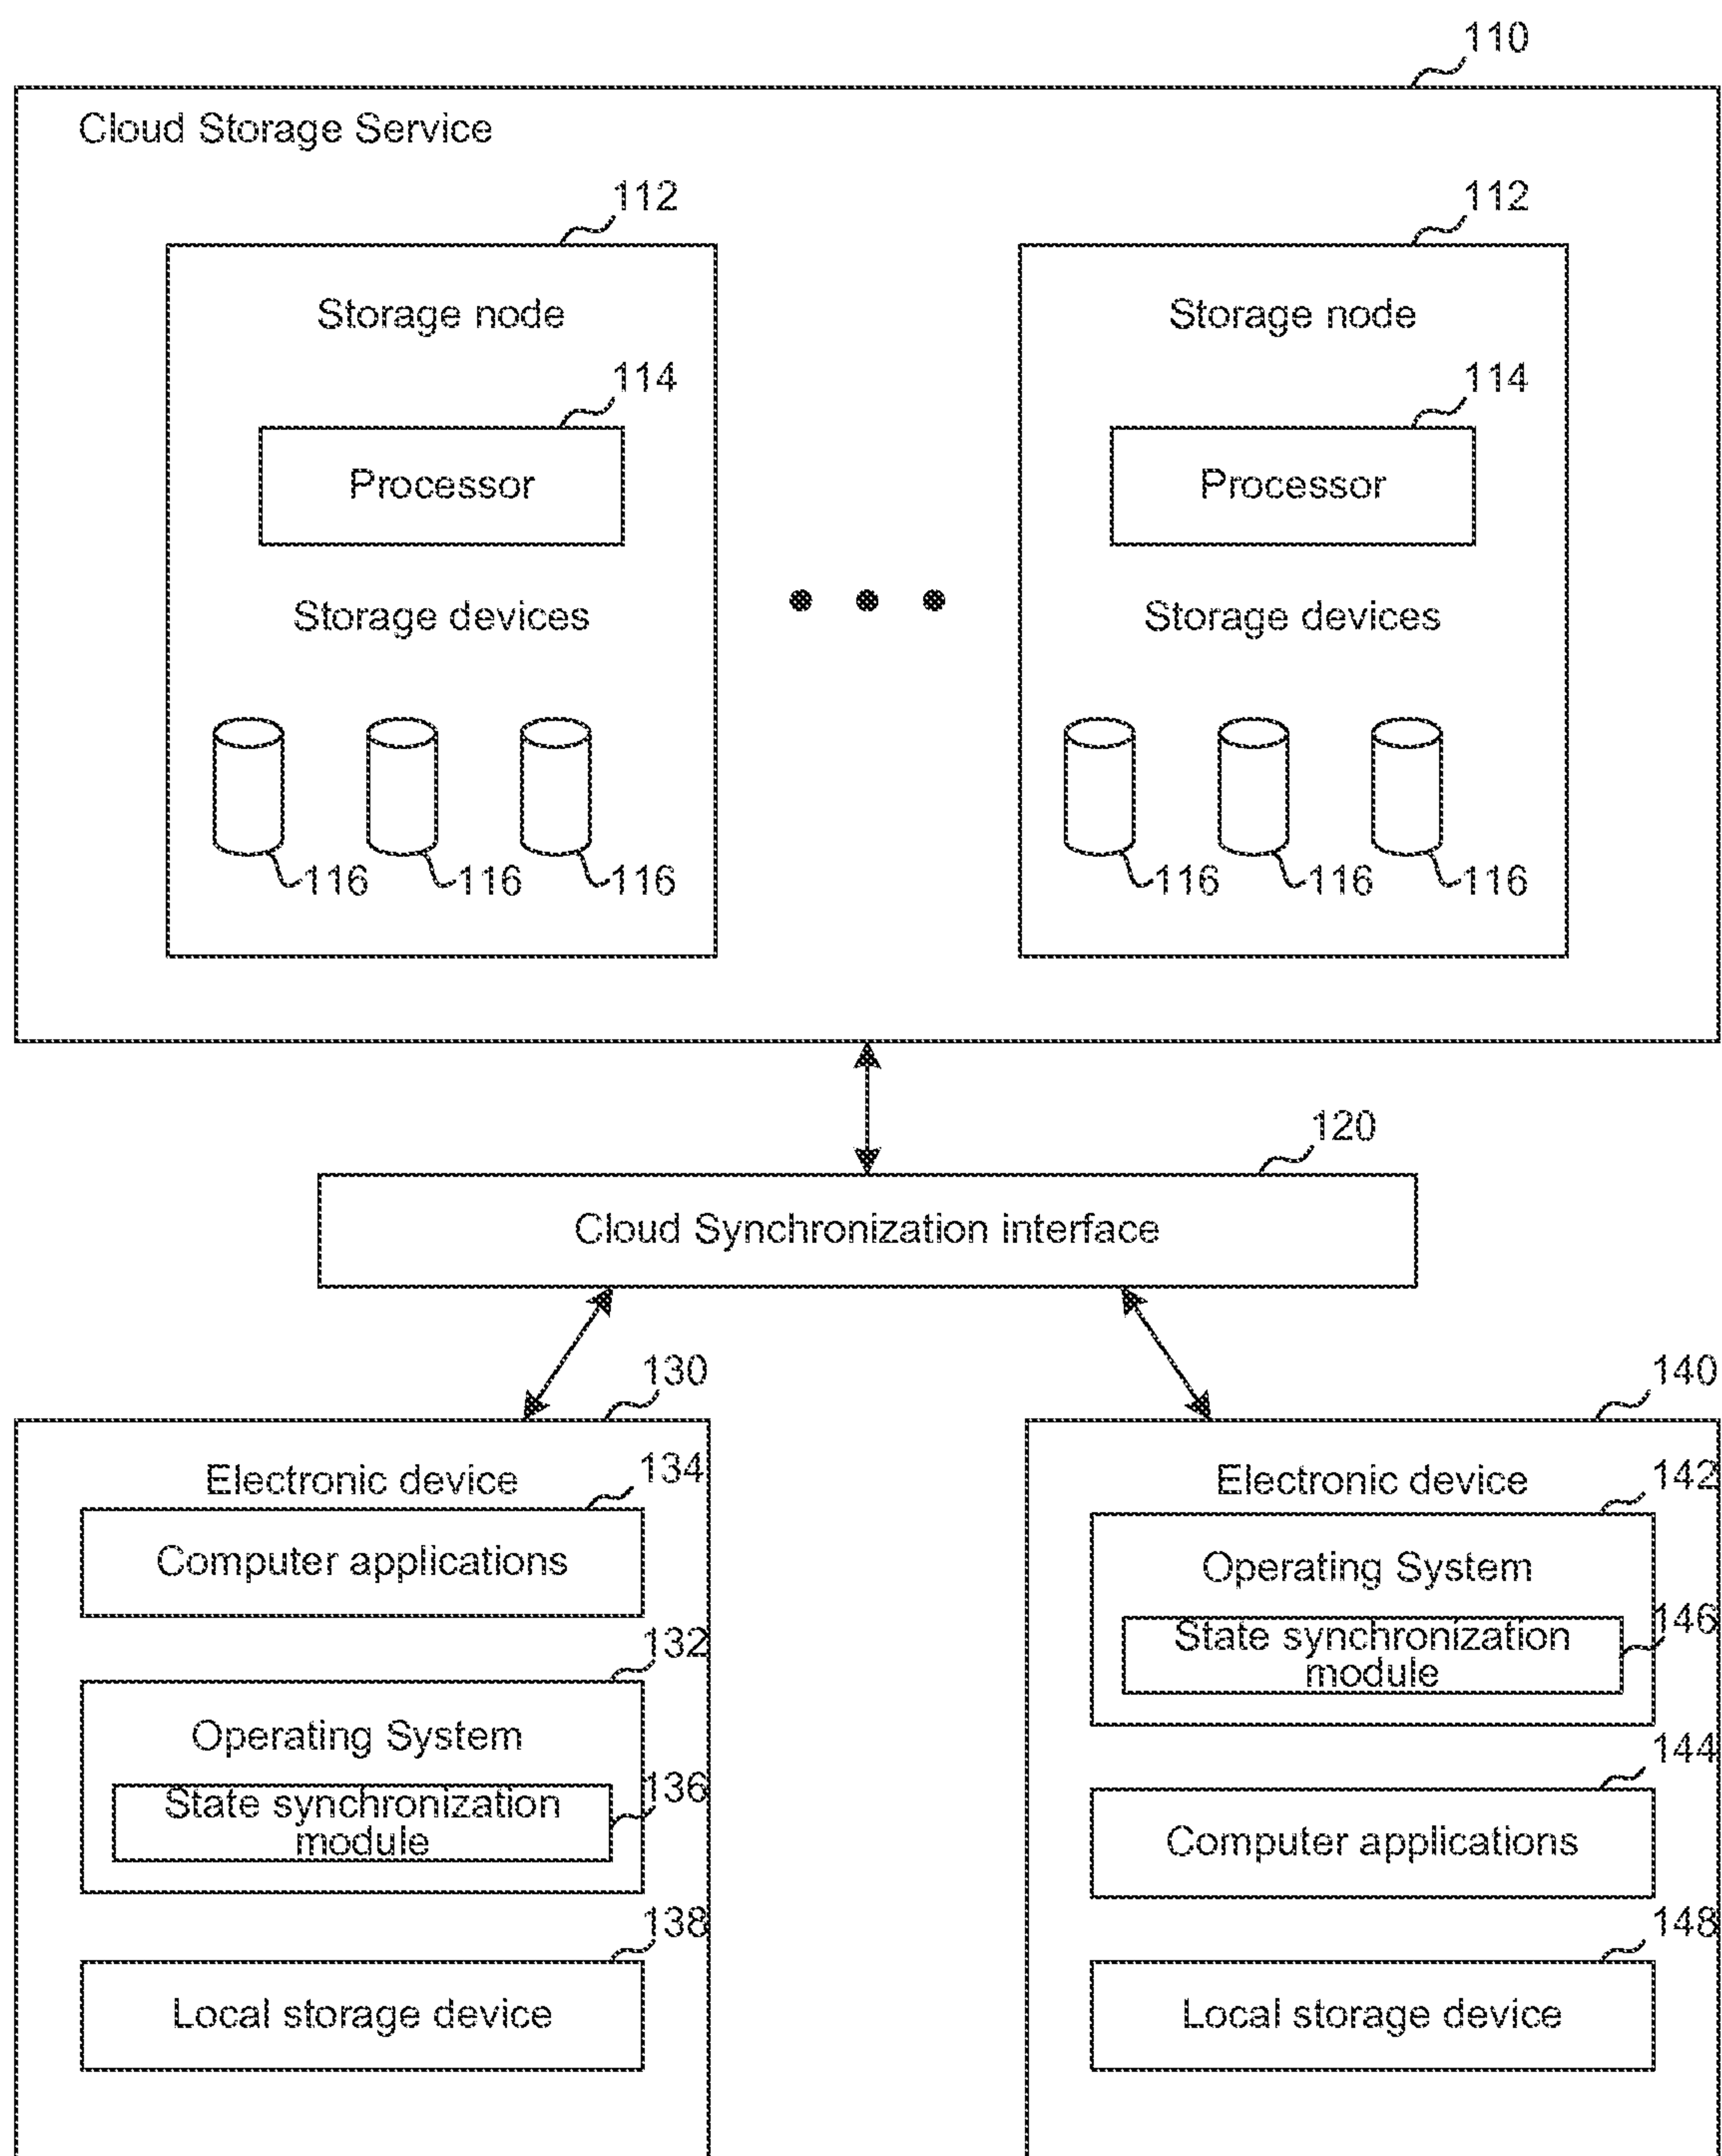 110
Cloud Storage Service
112 112
Storage node Storage node
114 114
Processor Processor
Storage devices Storage devices
116 116 116 116 116 116
120
Cloud Synchronization interface
130
Electronic device
134
Computer applications
132
Operating System
136
State synchronization
module
138
Local storage device
140
Electronic device
142
Operating System
146
State synchronization
module
144
Computer applications
148
Local storage device